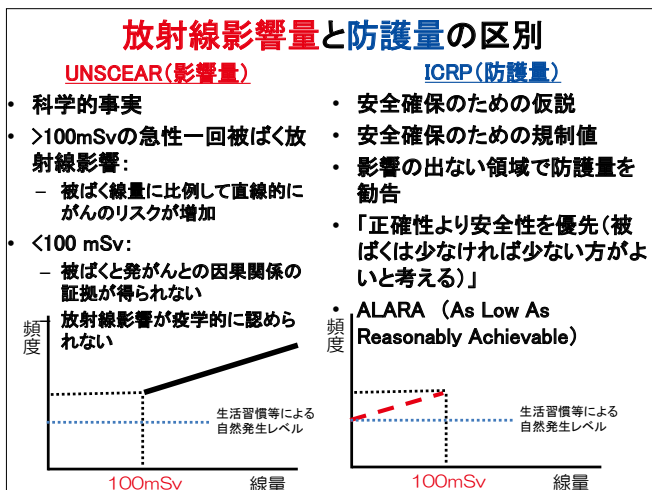 放射線影響量と防護量の区別
UNSCEAR(影響量)
• 科学的事実
• >100mSvの急性一回被ばく放
射線影響:
– 被ばく線量に比例して直線的に
がんのリスクが増加
• <100 mSv:
– 被ばくと発がんとの因果関係の
証拠が得られない
– 放射線影響が疫学的に認めら
れない
頻度
生活習慣等による
自然発生レベル
100mSv
線量
ICRP(防護量)
• 安全確保のための仮説
• 安全確保のための規制値
• 影響の出ない領域で防護量を
勧告
• 「正確性より安全性を優先(被
ばくは少なければ少ない方がよ
いと考える)」
• ALARA (As Low As
Reasonably Achievable)
頻度
生活習慣等による
自然発生レベル
100mSv
線量